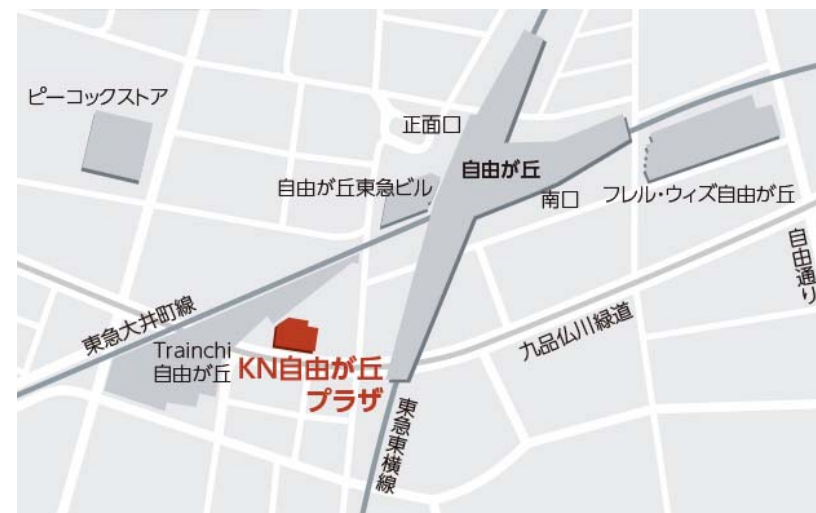 ピーコックストア
正面口
自由が丘
自由が丘東急ビル
南口
フレル・ウィズ自由が丘
自由通り
東急大井町線
九品仏川緑道
Trainchi
自由が丘
KN自由が丘
プラザ
東急東横線